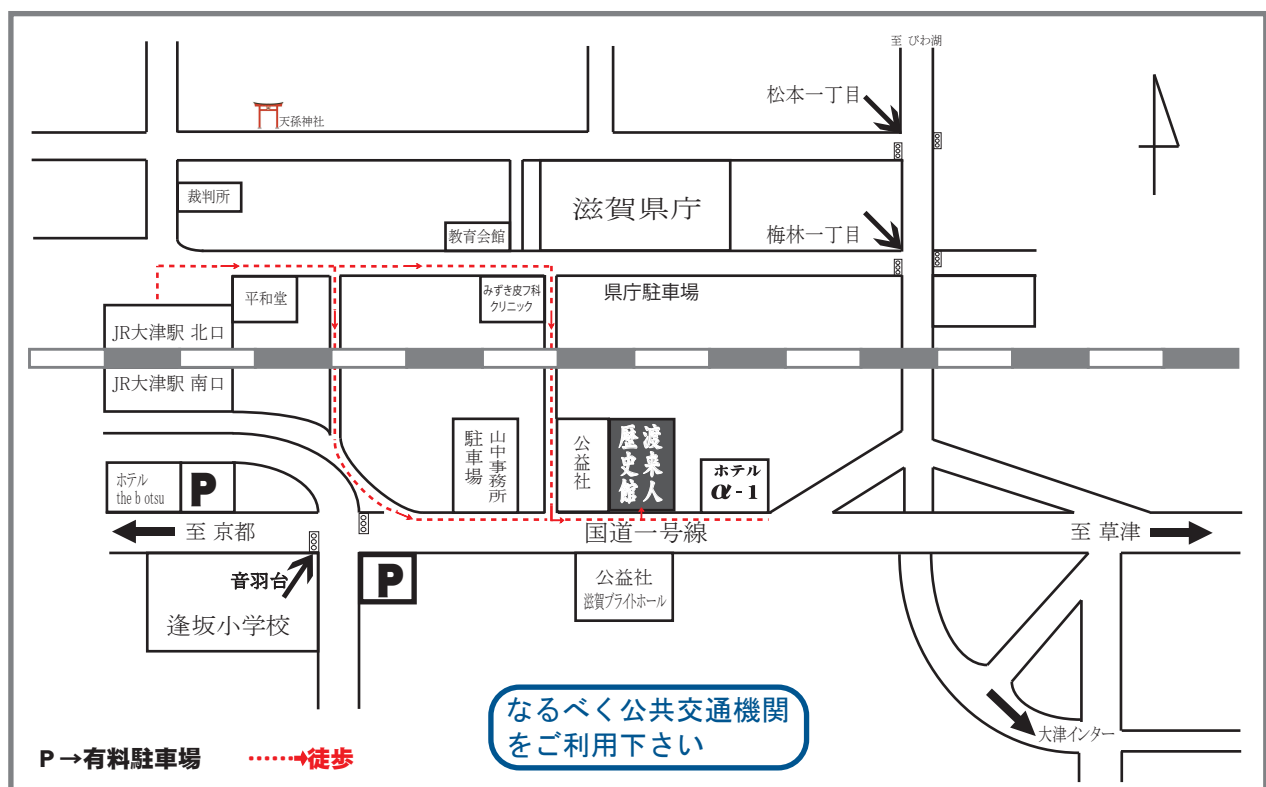 至 びわ湖
松本一丁目
天孫神社
裁判所
滋賀県庁
教育会館
梅林一丁目
平和堂
みずき皮フ科
クリニック
県庁駐車場
JR大津駅 北口
JR大津駅 南口
山中事務所
駐車場
公益社
渡来人
歴史館
ホテル
α-1
ホテル
the b otsu
P
至 京都
国道一号線
至 草津
音羽台
P
公益社
滋賀ブライトホール
逢坂小学校
なるべく公共交通機関
をご利用下さい
大津インター
P→有料駐車場
徒歩